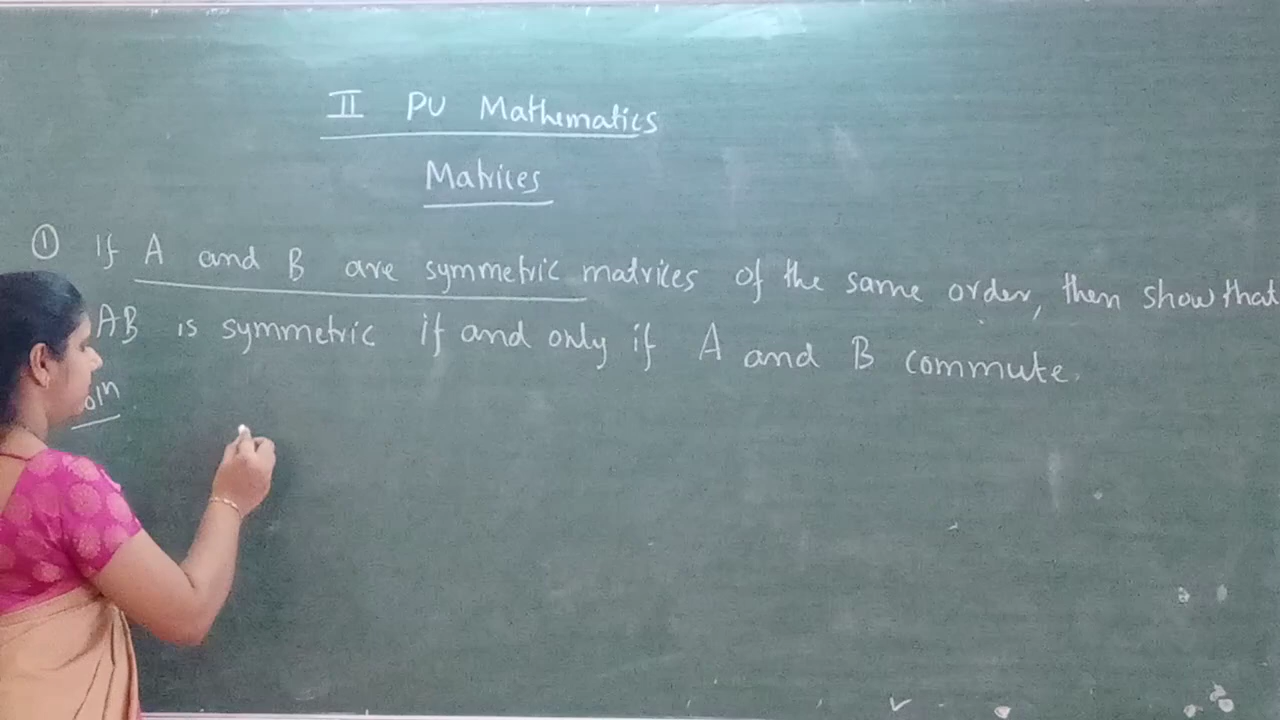 II PU Mathematics
Matrices
① If A and B are symmetric matrices of the same order, then show that
AB is symmetric if and only if A and B commute.